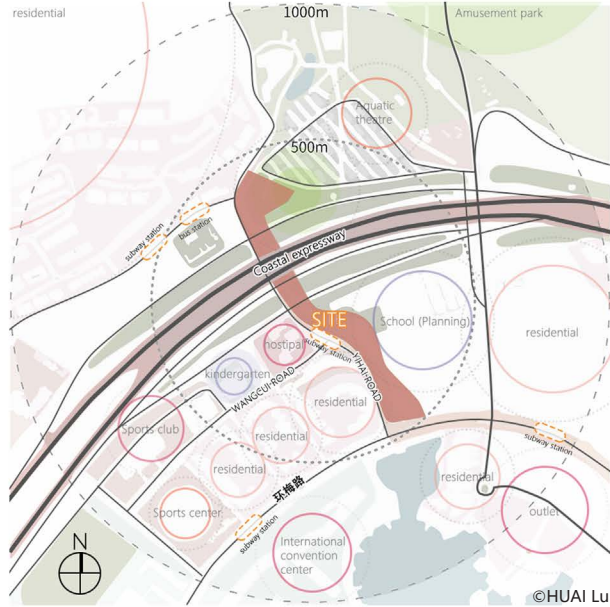 residential
1000m
Amusement park
Aquatic
theatre
500m
subway station
bus station
Coastal expressway
SITE
School (Planning)
hostipal
subway station
residential
kindergarten
WANGCUI-ROAD
YIHAI-ROAD
residential
Sports club
residential
residential
subway station
residential
环梅路
Sports center
outlet
subway station
International
convention
center
N
©HUAI Lu